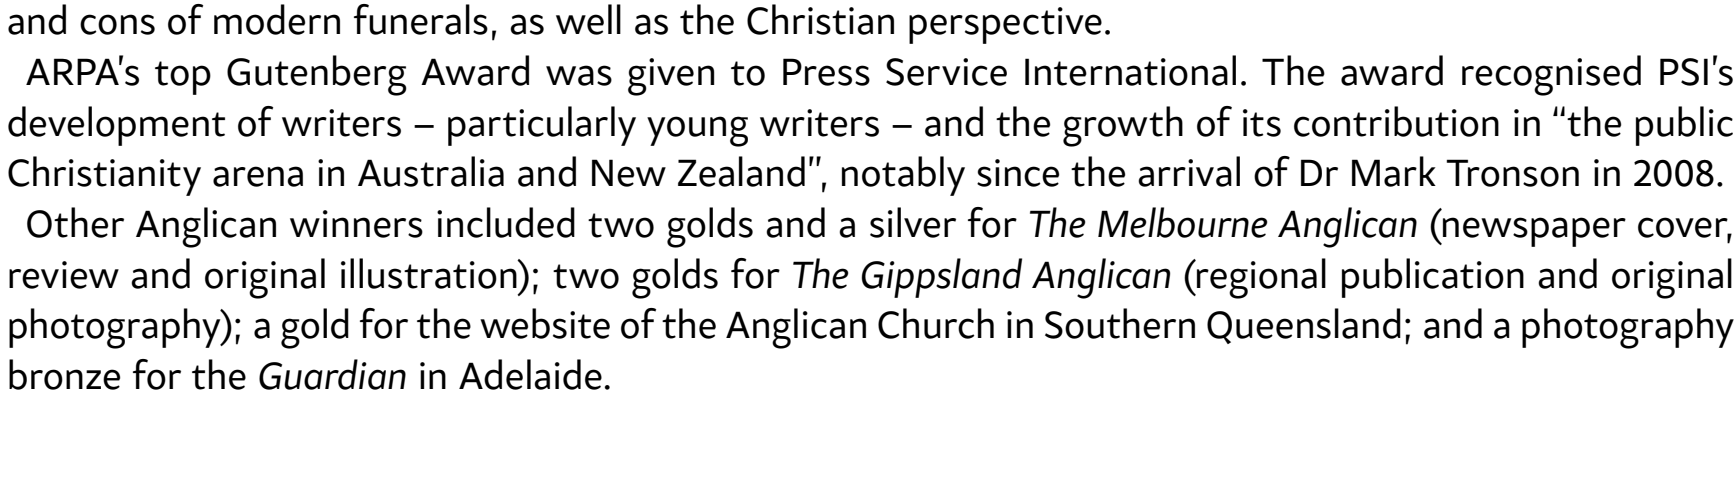 and cons of modern funerals, as well as the Christian perspective.
ARPA's top Gutenberg Award was given to Press Service International. The award recognised PSI's
development of writers – particularly young writers – and the growth of its contribution in “the public
Christianity arena in Australia and New Zealand”, notably since the arrival of Dr Mark Tronson in 2008.
Other Anglican winners included two golds and a silver for The Melbourne Anglican (newspaper cover,
review and original illustration); two golds for The Gippsland Anglican (regional publication and original
photography); a gold for the website of the Anglican Church in Southern Queensland; and a photography
bronze for the Guardian in Adelaide.